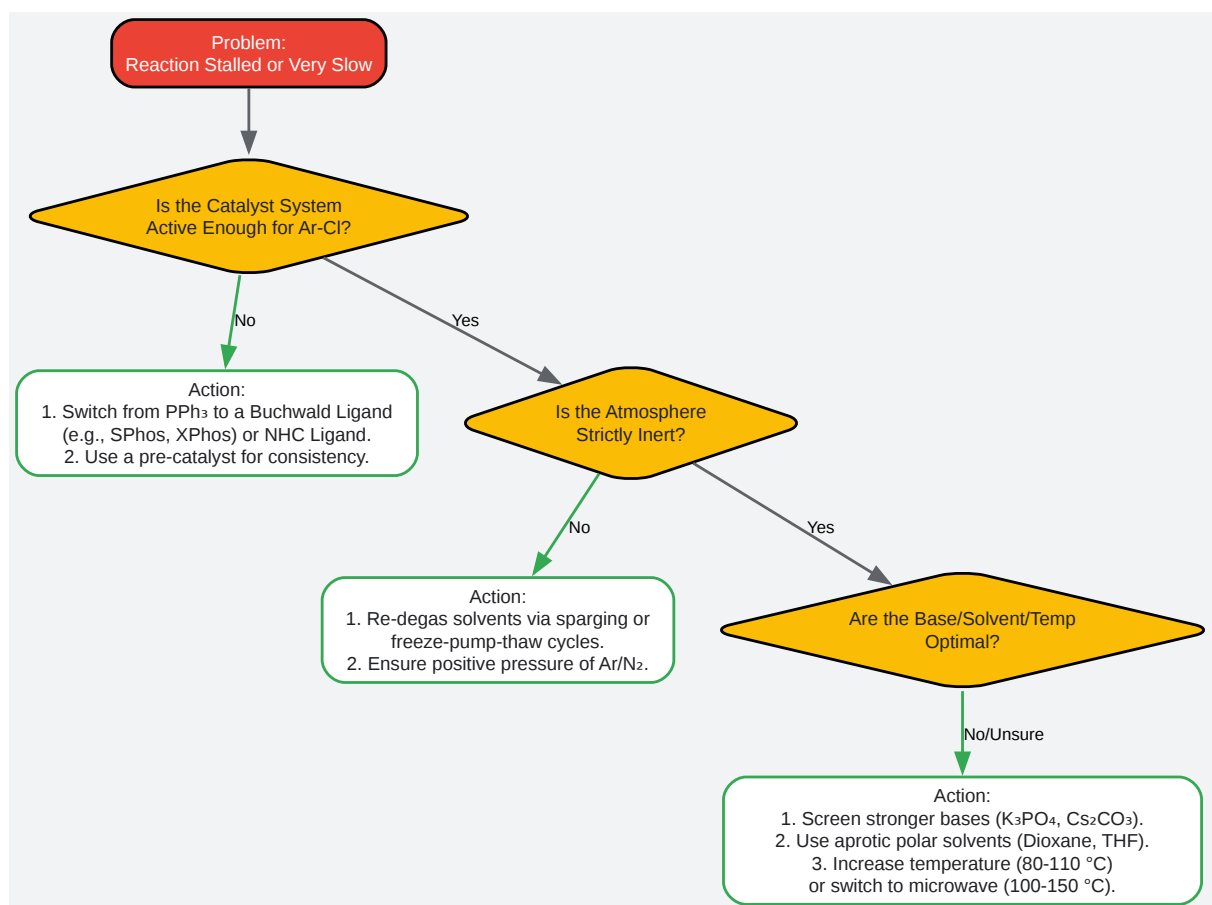 Problem:
Reaction Stalled or Very Slow
Is the Catalyst System
Active Enough for Ar-Cl?
No
Yes
Action:
1. Switch from PPh₃ to a Buchwald Ligand
(e.g., SPhos, XPhos) or NHC Ligand.
2. Use a pre-catalyst for consistency.
Is the Atmosphere
Strictly Inert?
No
Yes
Action:
1. Re-degas solvents via sparging or
freeze-pump-thaw cycles.
2. Ensure positive pressure of Ar/N₂.
Are the Base/Solvent/Temp
Optimal?
No/Unsure
Action:
1. Screen stronger bases (K₃PO₄, Cs₂CO₃).
2. Use aprotic polar solvents (Dioxane, THF).
3. Increase temperature (80-110 °C)
or switch to microwave (100-150 °C).